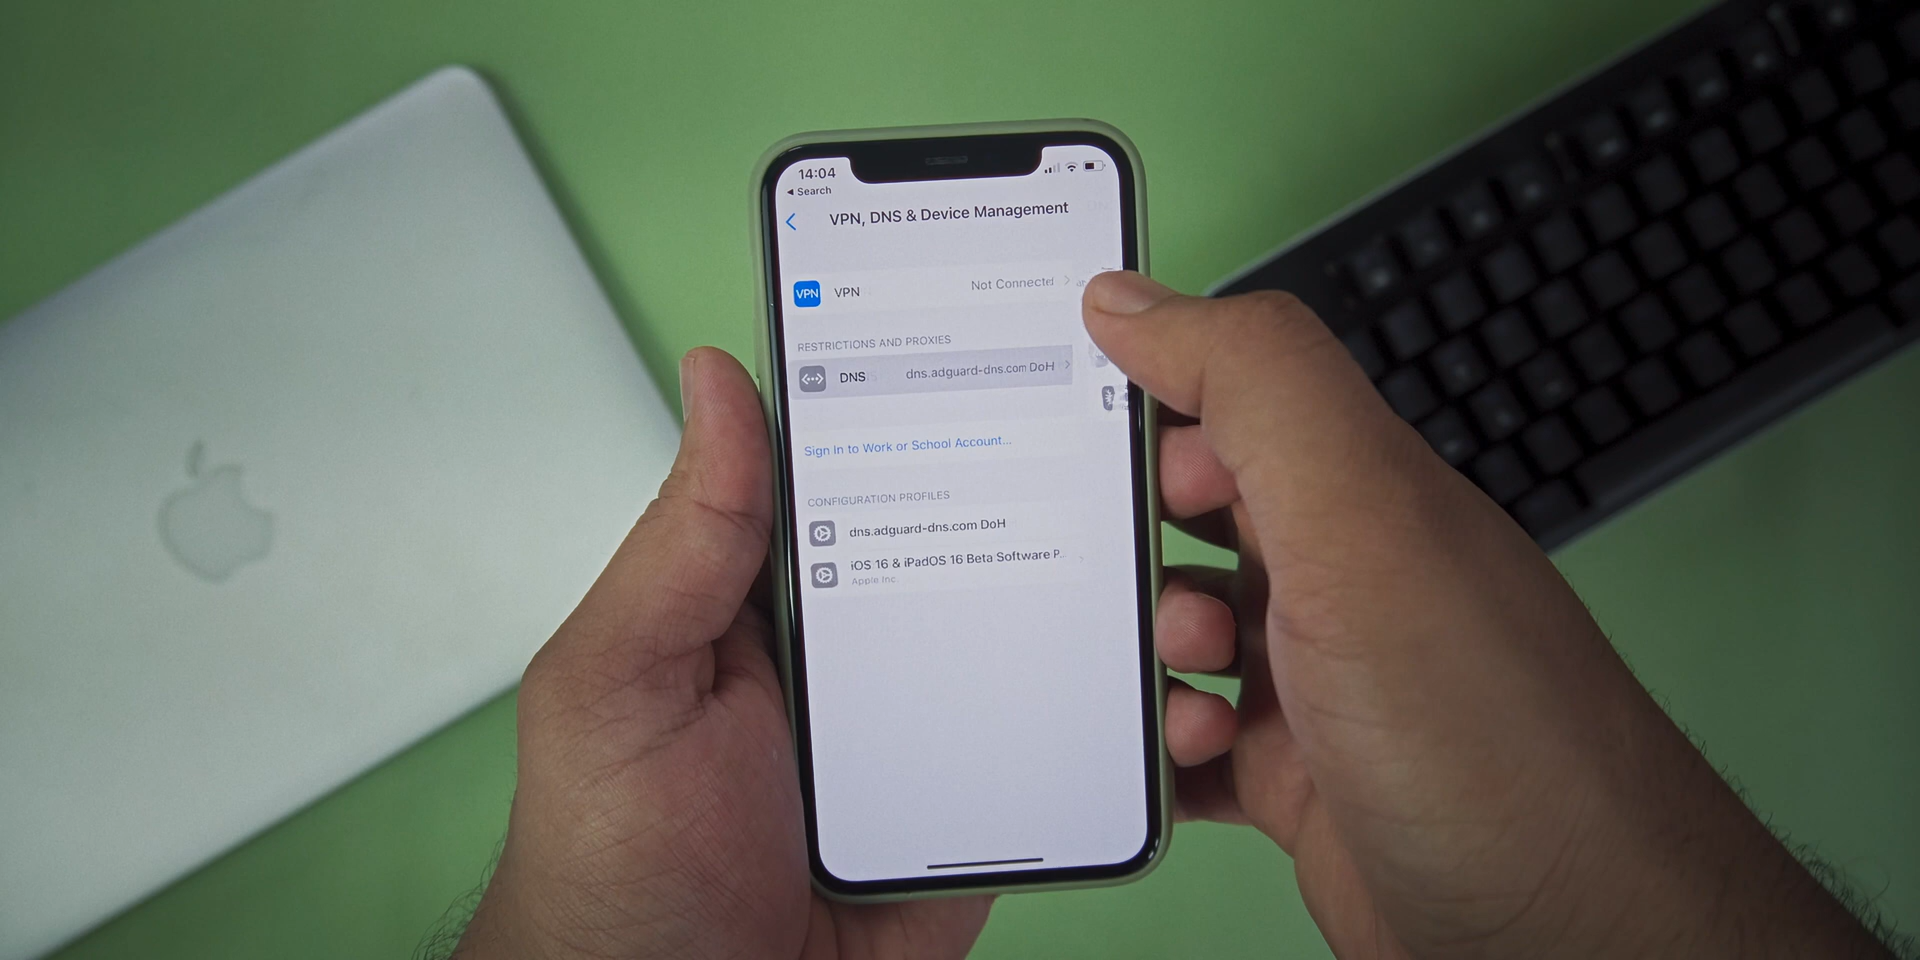 14:04
◀ Search
VPN, DNS & Device Management
VPN VPN Not Connected
RESTRICTIONS AND PROXIES
DNS dns.adguard-dns.com DoH
Sign In to Work or School Account...
CONFIGURATION PROFILES
dns.adguard-dns.com DoH
iOS 16 & iPadOS 16 Beta Software P...
Apple Inc.